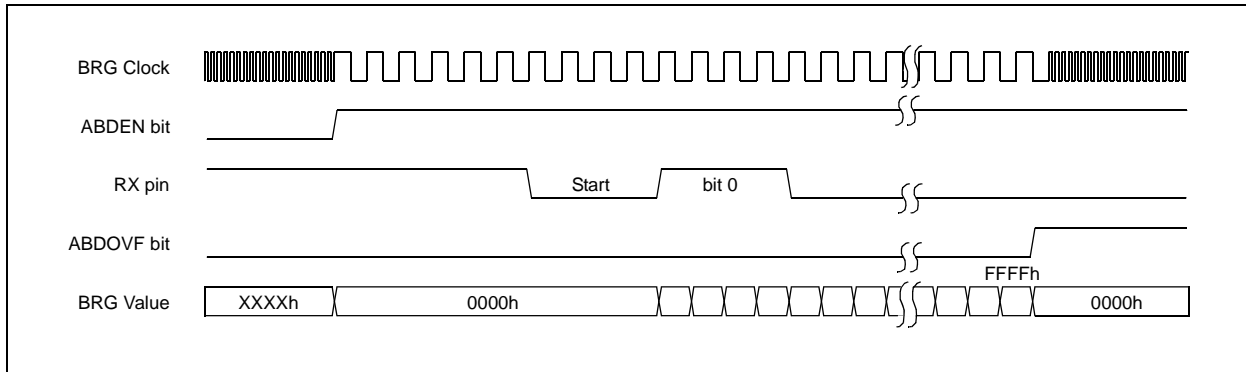 BRG Clock
ABDEN bit
RX pin
Start
bit 0
ABDOVF bit
FFFFh
BRG Value
XXXXh
0000h
0000h